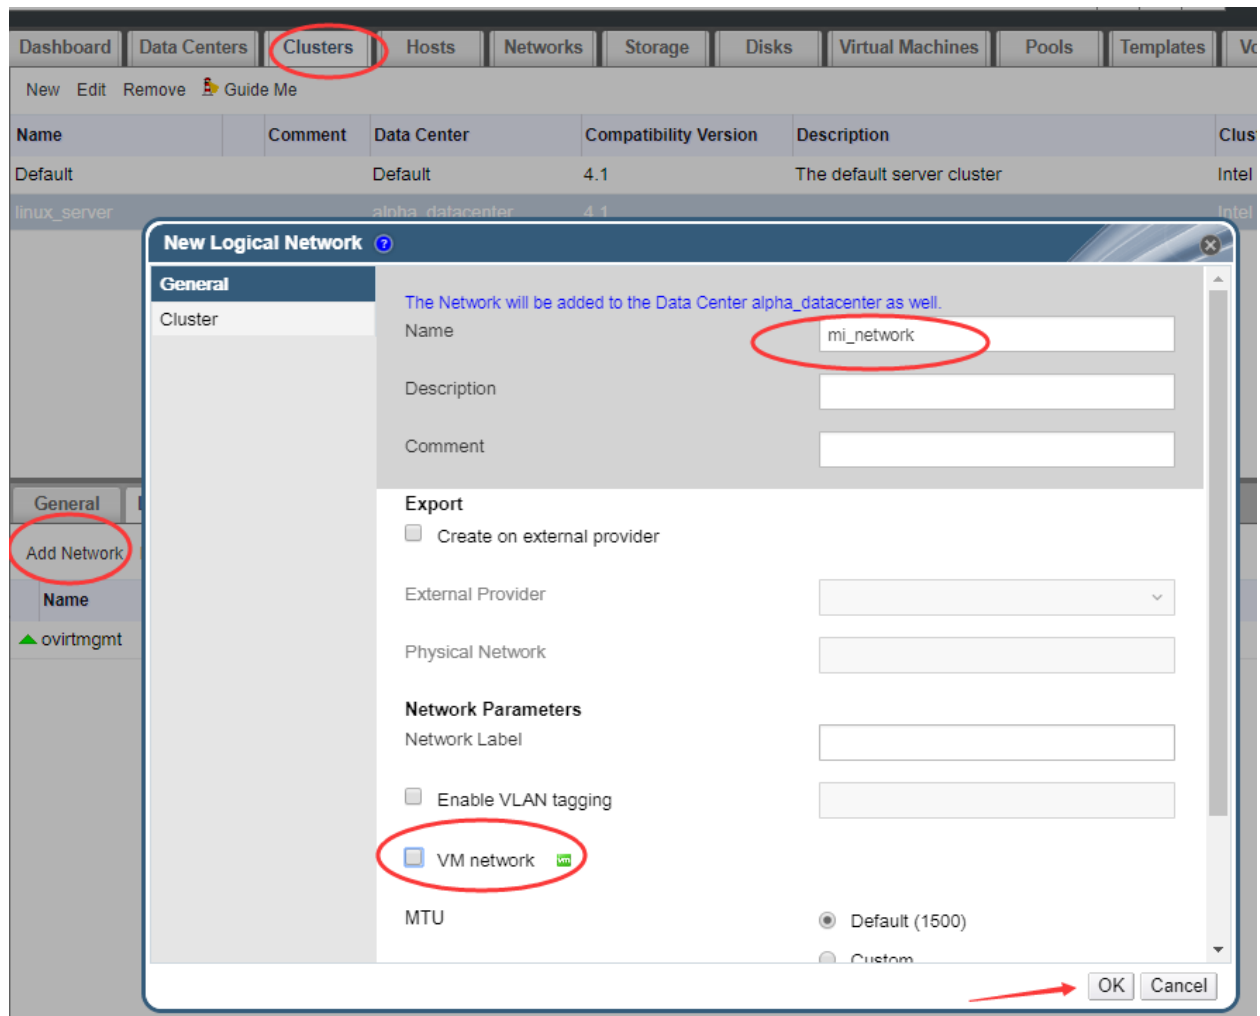 Dashboard Data Centers Clusters Hosts Networks Storage Disks Virtual Machines Pools Templates
New Edit Remove Guide Me
Name Comment Data Center Compatibility Version Description Clus
Default Default 4.1 The default server cluster Intel
linux_server alpha_datacenter 4.1 Intel
New Logical Network ?
General
Cluster
The Network will be added to the Data Center alpha_datacenter as well.
Name mi_network
Description
Comment
Export
Create on external provider
External Provider
Physical Network
Network Parameters
Network Label
Enable VLAN tagging
VM network vm
MTU Default (1500)
Custom
OK Cancel
General
Add Network
Name
ovirtmgmt